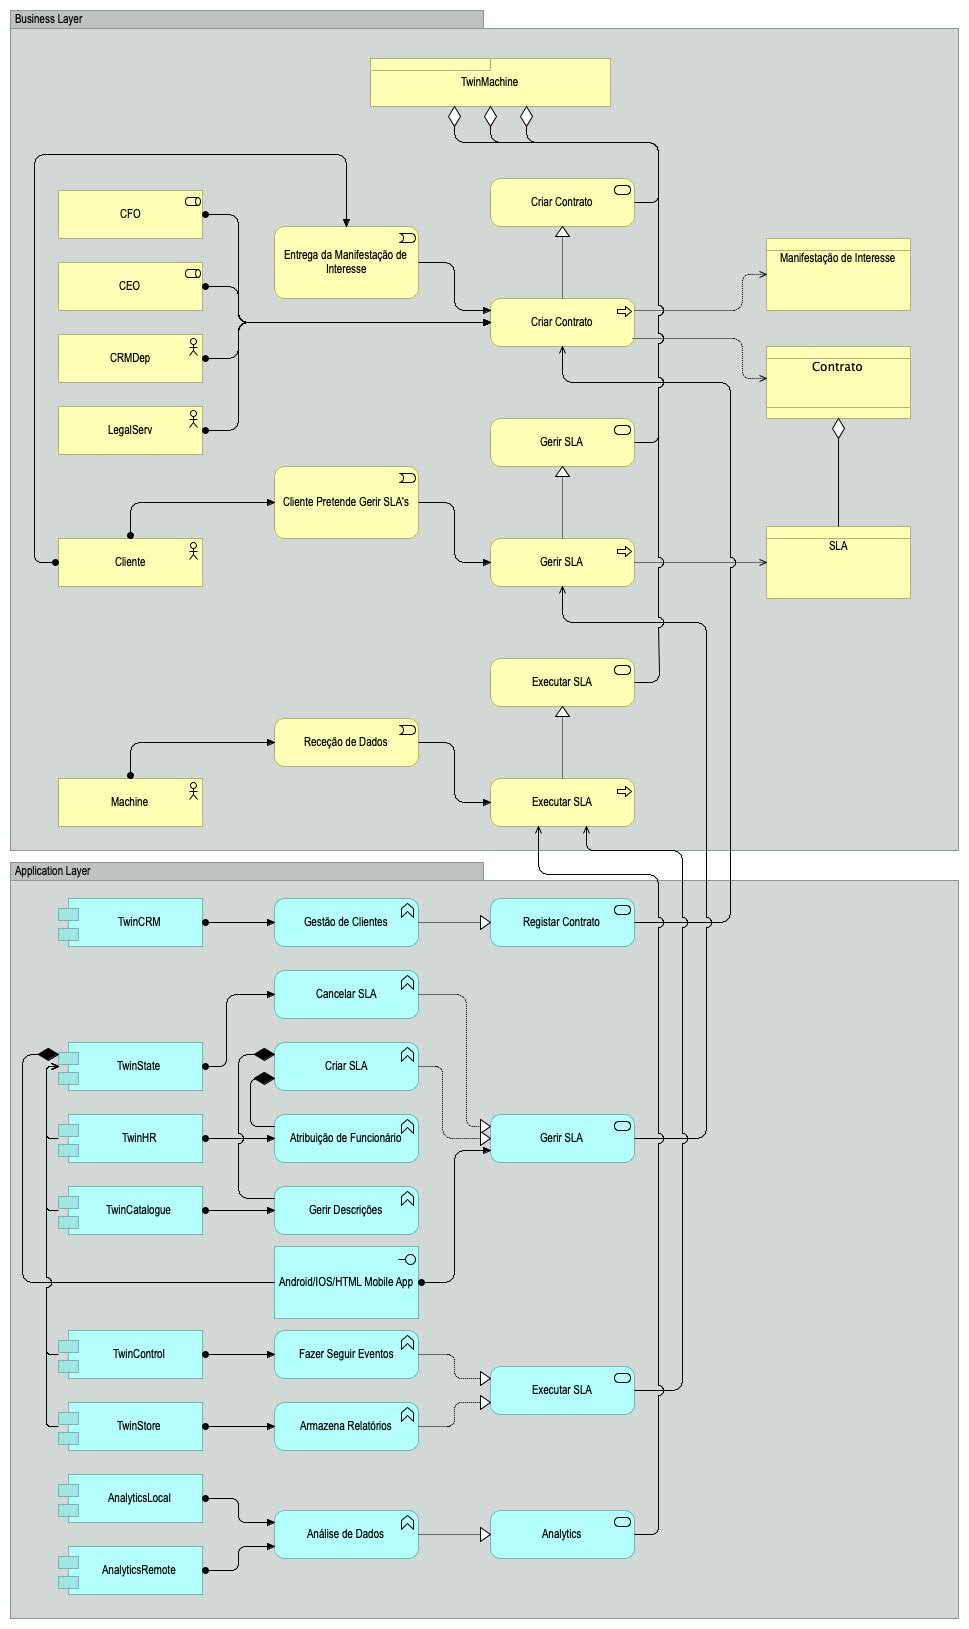 Business Layer
TwinMachine
Criar Contrato
CFO
Entrega da Manifestação de
Interesse
Manifestação de Interesse
CEO
Criar Contrato
CRMDep
Contrato
LegalServ
Gerir SLA
Cliente Pretende Gerir SLA's
Cliente
Gerir SLA
SLA
Executar SLA
Receção de Dados
Machine
Executar SLA
Application Layer
TwinCRM
Gestão de Clientes
Registar Contrato
Cancelar SLA
TwinState
Criar SLA
TwinHR
Atribuição de Funcionário
Gerir SLA
TwinCatalogue
Gerir Descrições
Android/IOS/HTML Mobile App
TwinControl
Fazer Seguir Eventos
Executar SLA
TwinStore
Armazena Relatórios
AnalyticsLocal
Análise de Dados
Analytics
AnalyticsRemote